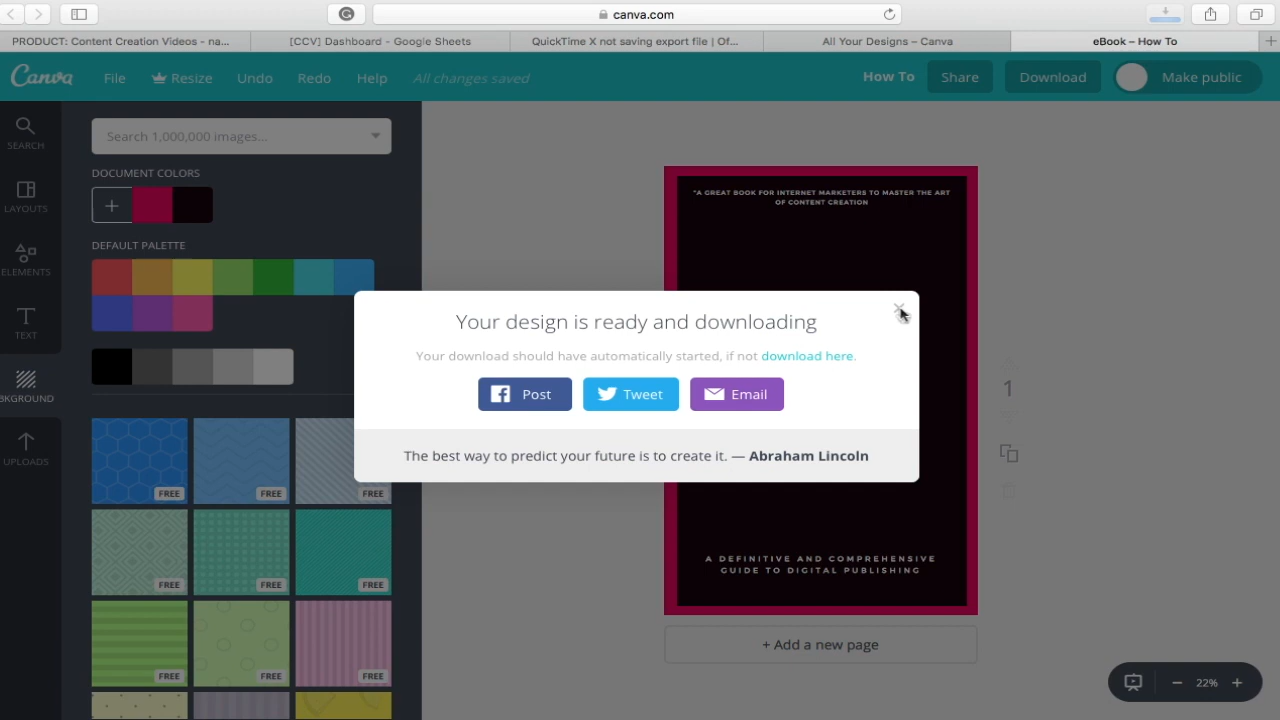 canva.com
PRODUCT: Content Creation Videos - na...
[CCV] Dashboard - Google Sheets
QuickTime X not saving export file | Of...
All Your Designs – Canva
eBook – How To
Canva
File
Resize
Undo
Redo
Help
All changes saved
How To
Share
Download
Make public
SEARCH
LAYOUTS
ELEMENTS
TEXT
BKGROUND
UPLOADS
Search 1,000,000 images...
DOCUMENT COLORS
DEFAULT PALETTE
FREE
FREE
FREE
FREE
FREE
FREE
FREE
FREE
FREE
"A GREAT BOOK FOR INTERNET MARKETERS TO MASTER THE ART
OF CONTENT CREATION
Your design is ready and downloading
Your download should have automatically started, if not download here.
Post
Tweet
Email
The best way to predict your future is to create it. — Abraham Lincoln
A DEFINITIVE AND COMPREHENSIVE
GUIDE TO DIGITAL PUBLISHING
+ Add a new page
1
22%